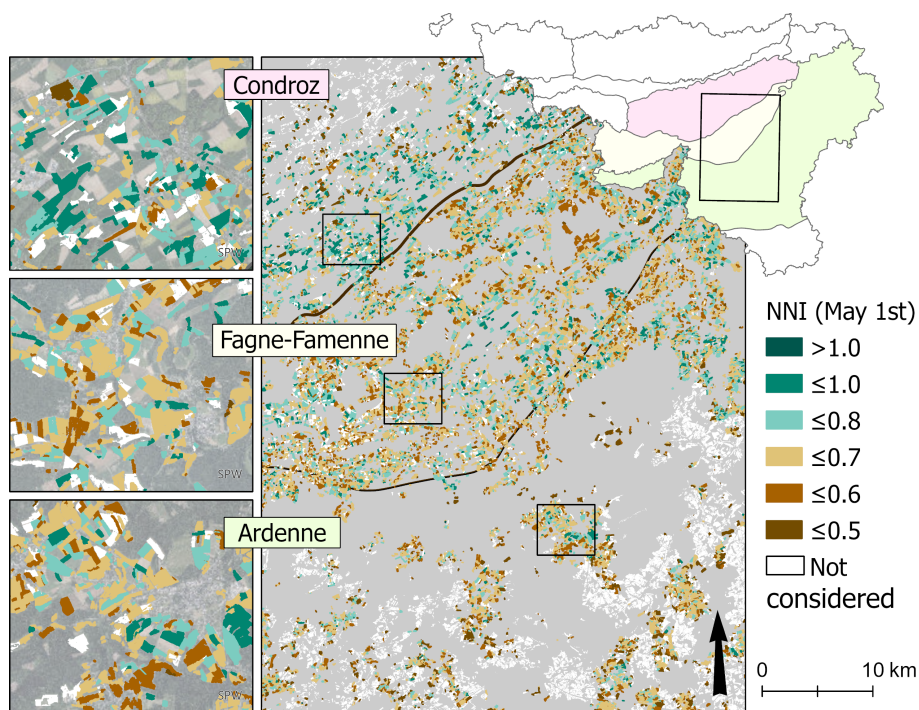 Condroz
SPW
Fagne-Famenne
SPW
Ardenne
SPW
NNI (May 1st)
>1.0
≤1.0
≤0.8
≤0.7
≤0.6
≤0.5
Not
considered
0 10 km